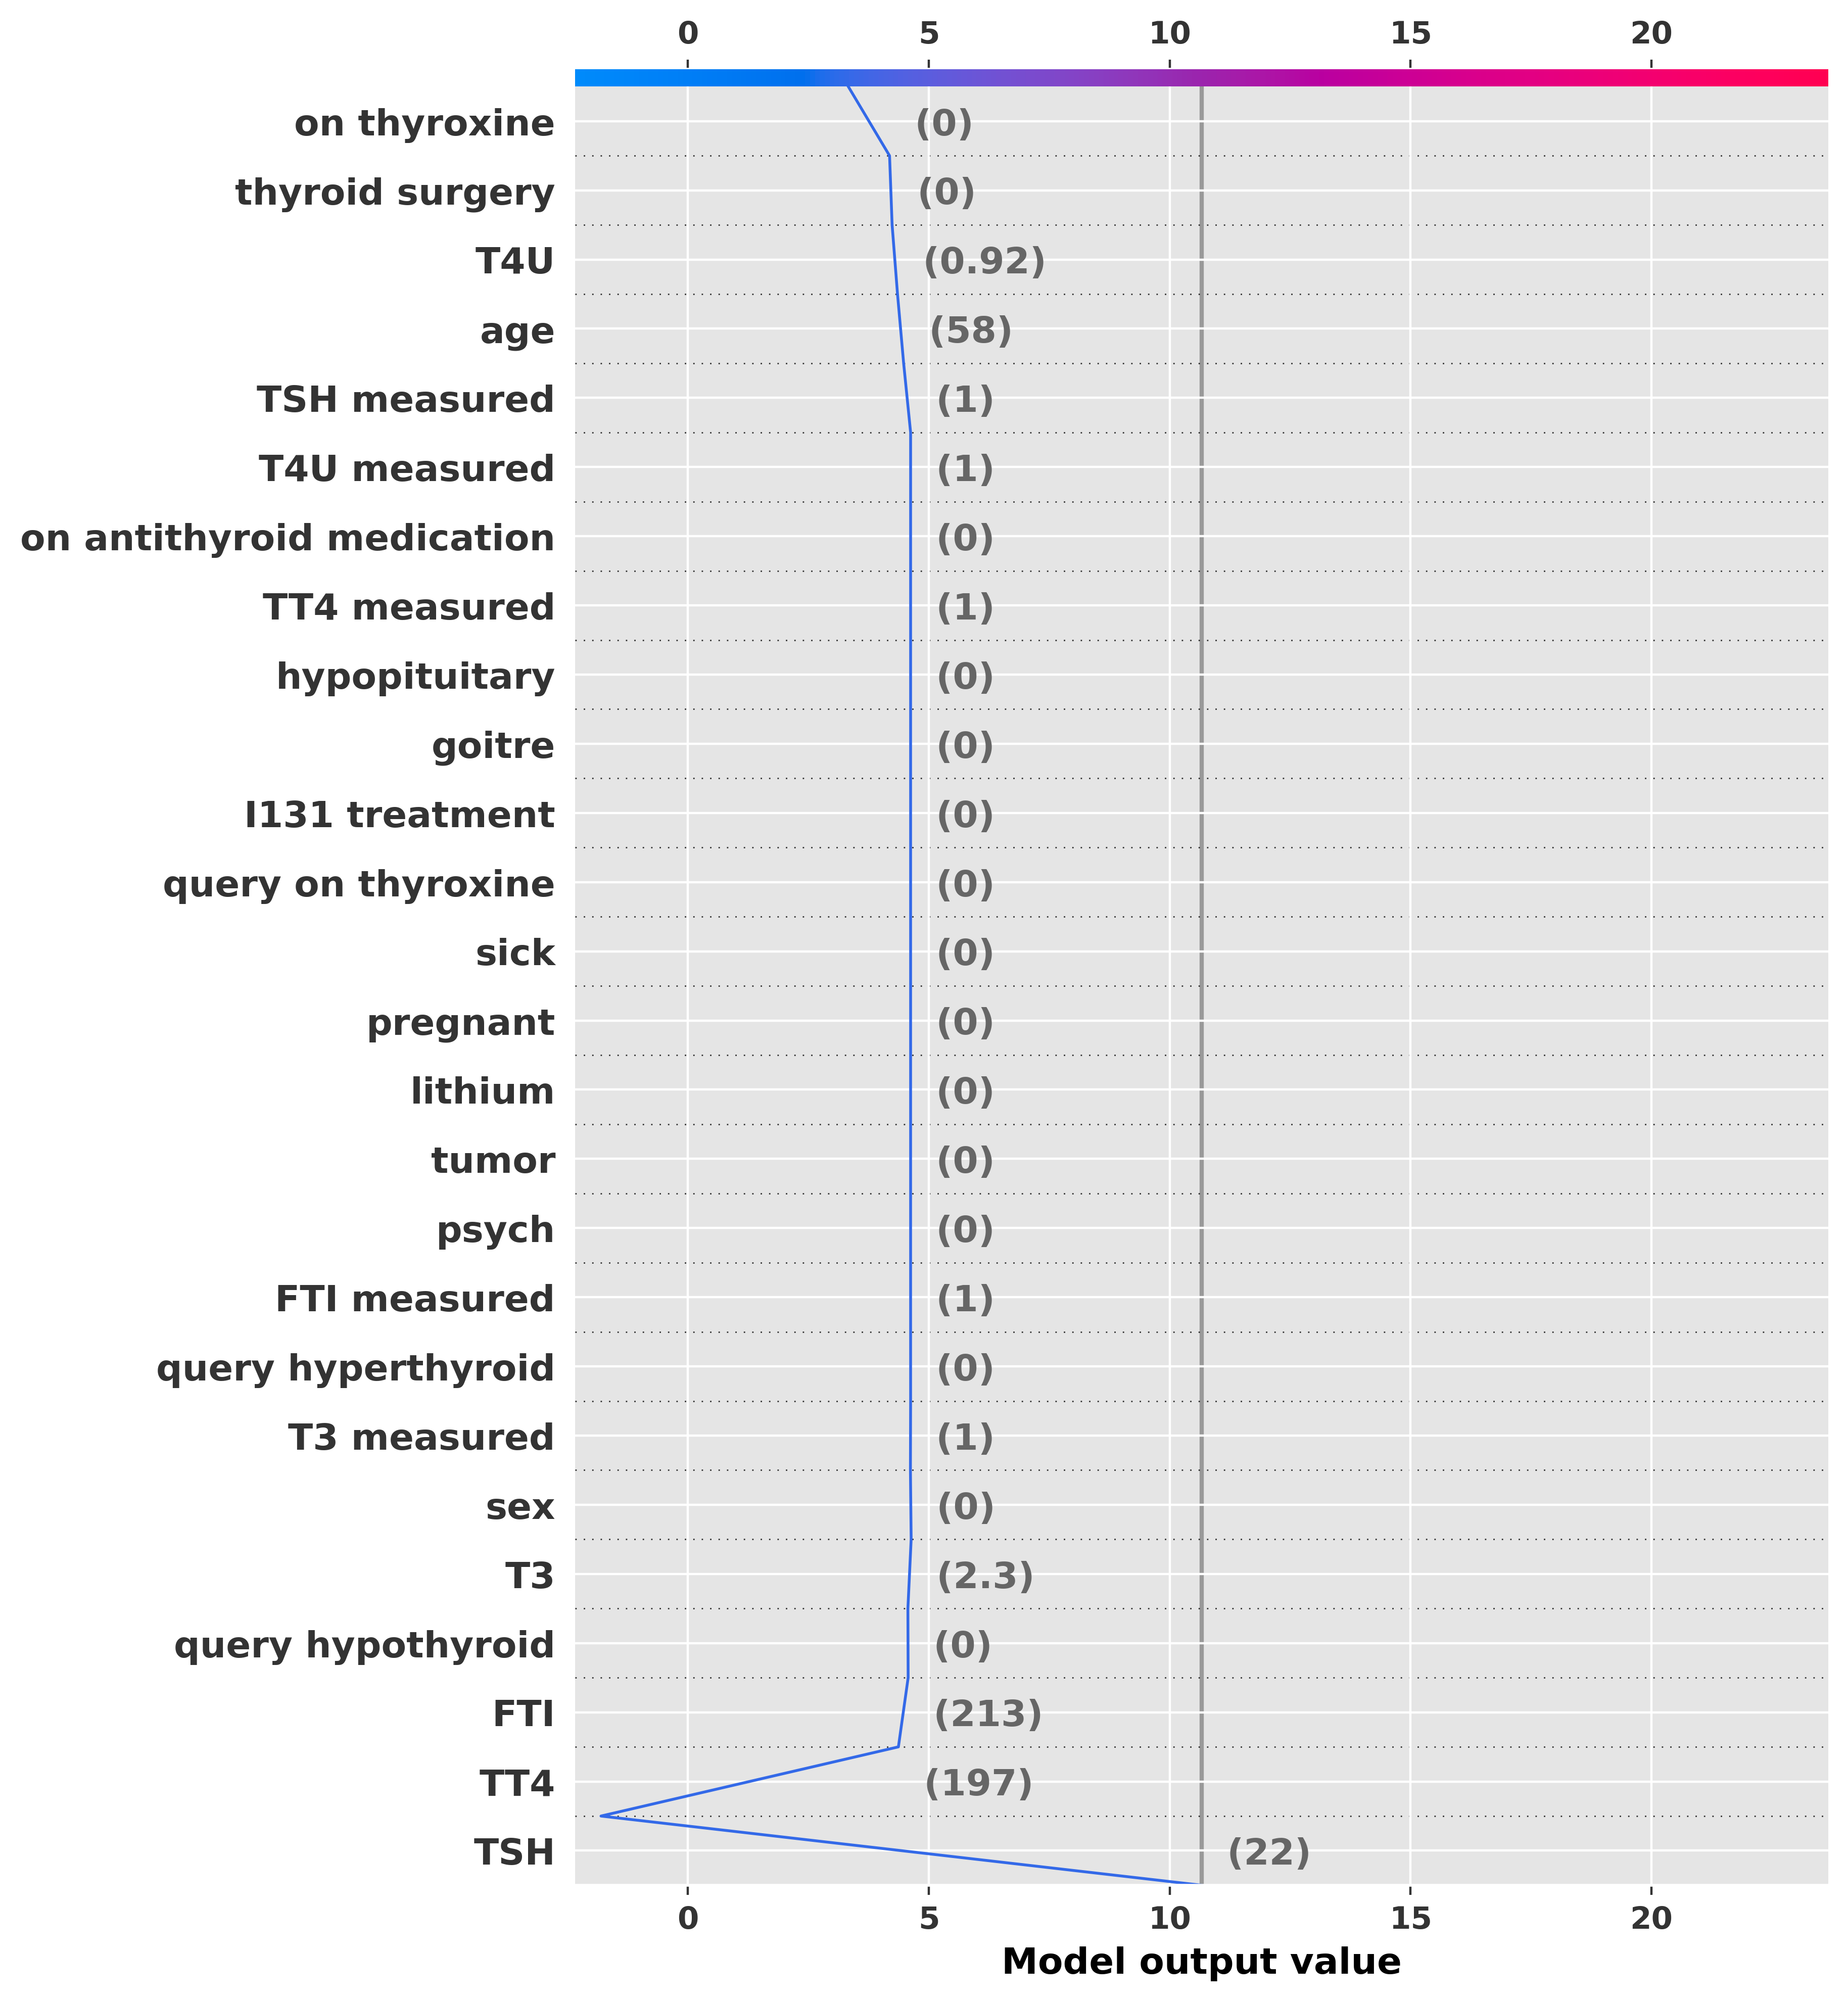 0 5 10 15 20
on thyroxine (0)
thyroid surgery (0)
T4U (0.92)
age (58)
TSH measured (1)
T4U measured (1)
on antithyroid medication (0)
TT4 measured (1)
hypopituitary (0)
goitre (0)
I131 treatment (0)
query on thyroxine (0)
sick (0)
pregnant (0)
lithium (0)
tumor (0)
psych (0)
FTI measured (1)
query hyperthyroid (0)
T3 measured (1)
sex (0)
T3 (2.3)
query hypothyroid (0)
FTI (213)
TT4 (197)
TSH (22)
0 5 10 15 20
Model output value